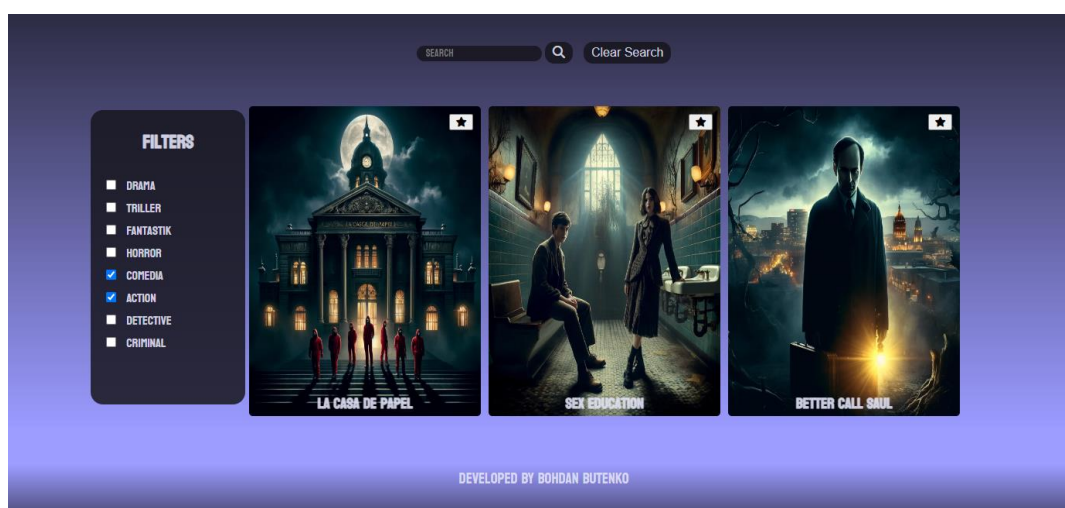 SEARCH
Clear Search
FILTERS
DRAMA
TRILLER
FANTASTIK
HORROR
COMEDIA
ACTION
DETECTIVE
CRIMINAL
LA CASA DE PAPEL
SEX EDUCATION
BETTER CALL SAUL
DEVELOPED BY BOHDAN BUTENKO